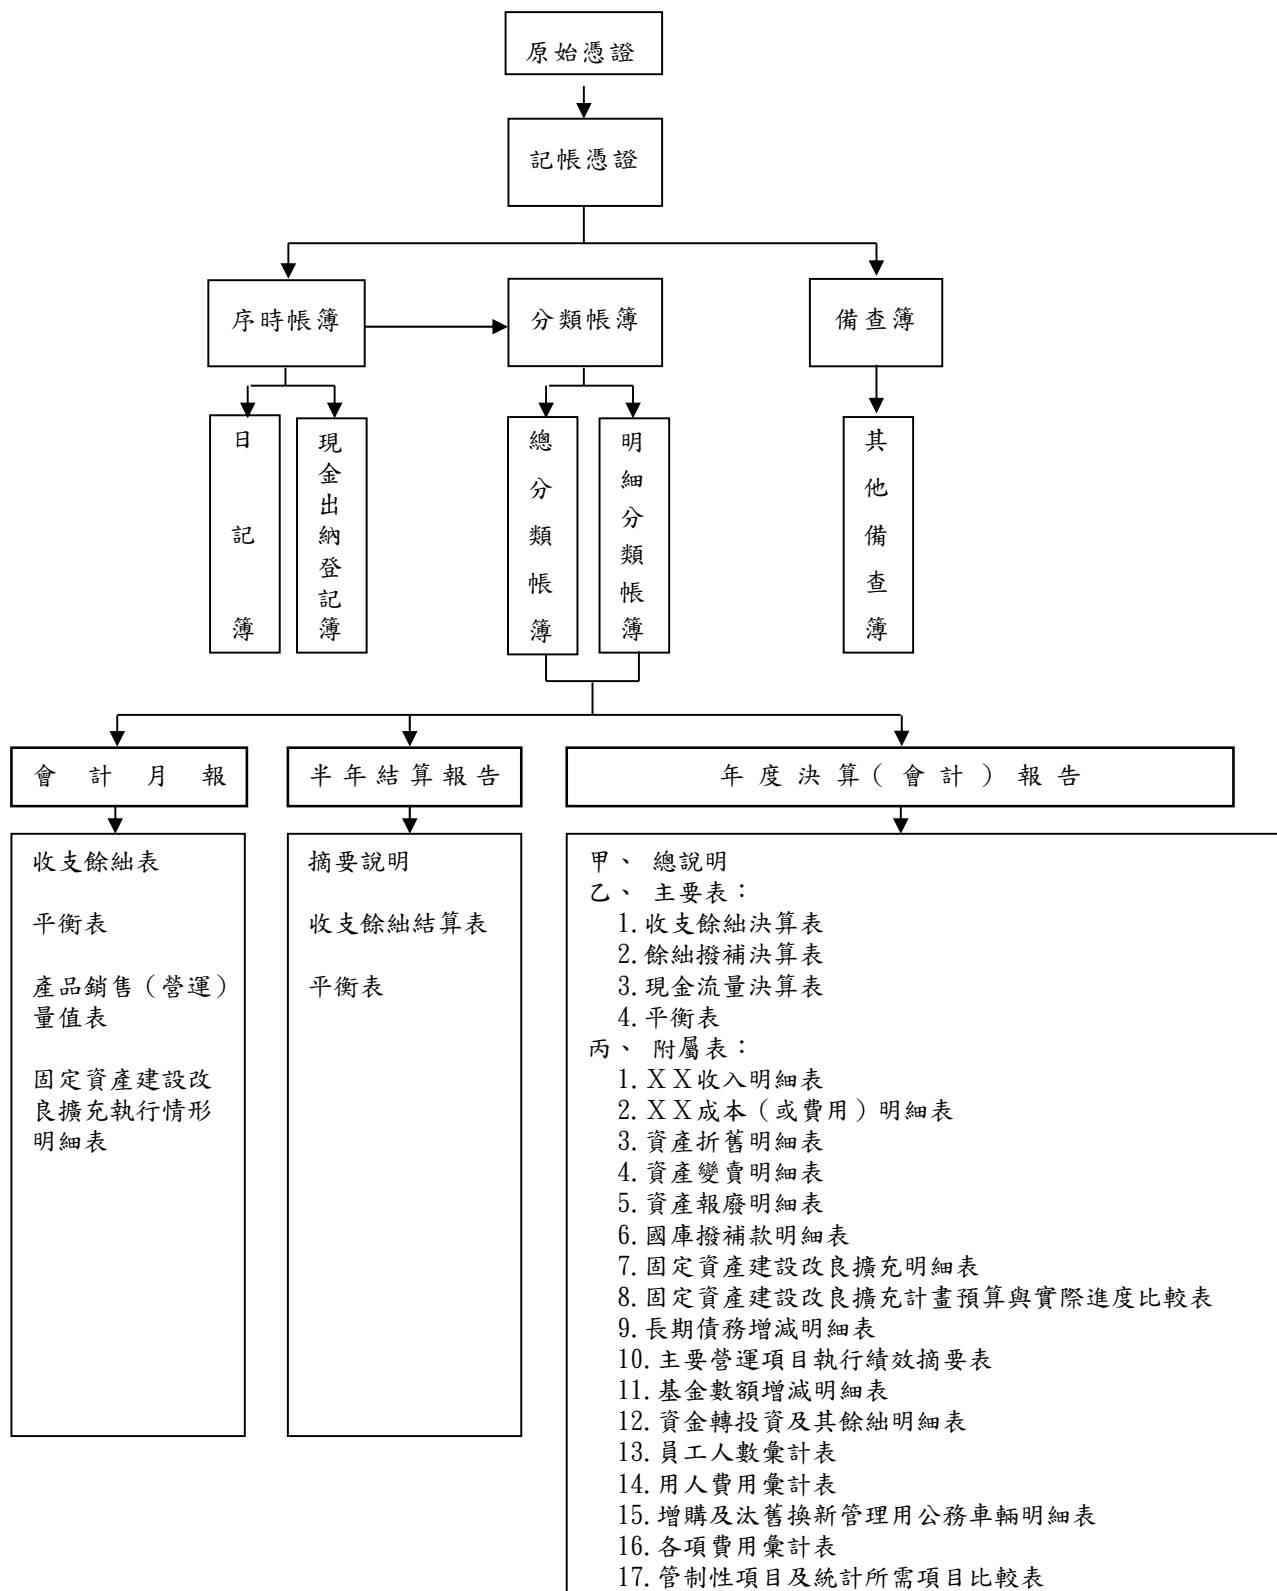 原始憑證
記帳憑證
序時帳簿
分類帳簿
備查簿
日記簿
現金出納登記簿
總分類帳簿
明細分類帳簿
其他備查簿
會計月報
半年結算報告
年度決算(會計)報告
收支餘絀表
平衡表
產品銷售（營運）
量值表
固定資產建設改
良擴充執行情形
明細表
摘要說明
收支餘絀結算表
平衡表
甲、 總說明
乙、 主要表：
1.收支餘絀決算表
2.餘絀撥補決算表
3.現金流量決算表
4.平衡表
丙、 附屬表：
1.ＸＸ收入明細表
2.ＸＸ成本（或費用）明細表
3.資產折舊明細表
4.資產變賣明細表
5.資產報廢明細表
6.國庫撥補款明細表
7.固定資產建設改良擴充明細表
8.固定資產建設改良擴充計畫預算與實際進度比較表
9.長期債務增減明細表
10.主要營運項目執行績效摘要表
11.基金數額增減明細表
12.資金轉投資及其餘絀明細表
13.員工人數彙計表
14.用人費用彙計表
15.增購及汰舊換新管理用公務車輛明細表
16.各項費用彙計表
17.管制性項目及統計所需項目比較表